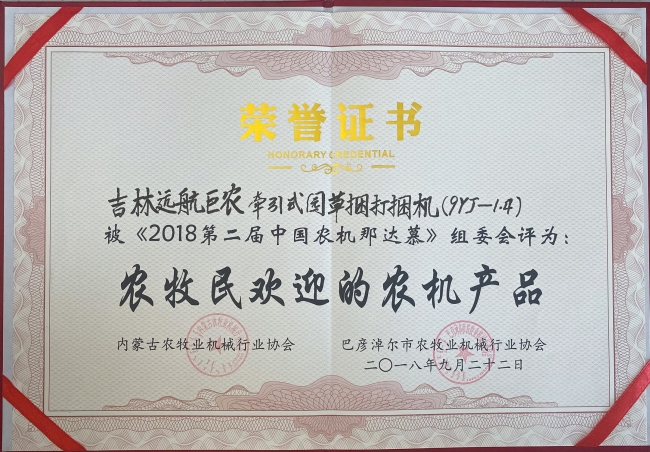 荣誉证书
HONORARY CREDENTIAL
吉林远航巨农牵引式圆草捆打捆机(9YJ-1.4)
被《2018第二届中国农机那达慕》组委会评为：
农牧民欢迎的农机产品
内蒙古农牧业机械行业协会 巴彦淖尔市农牧业机械行业协会
二〇一八年九月二十二日